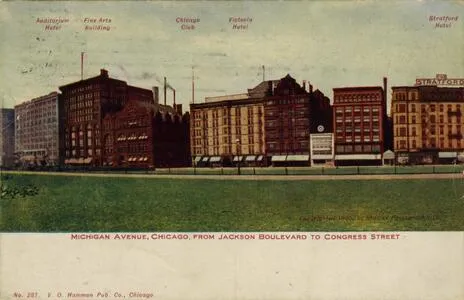 Auditorium Hotel
Fine Arts Building
Chicago Club
Victoria Hotel
Stratford Hotel
THE STRATFORD
MICHIGAN AVENUE, CHICAGO, FROM JACKSON BOULEVARD TO CONGRESS STREET
No. 287. V. O. Hammon Pub. Co., Chicago